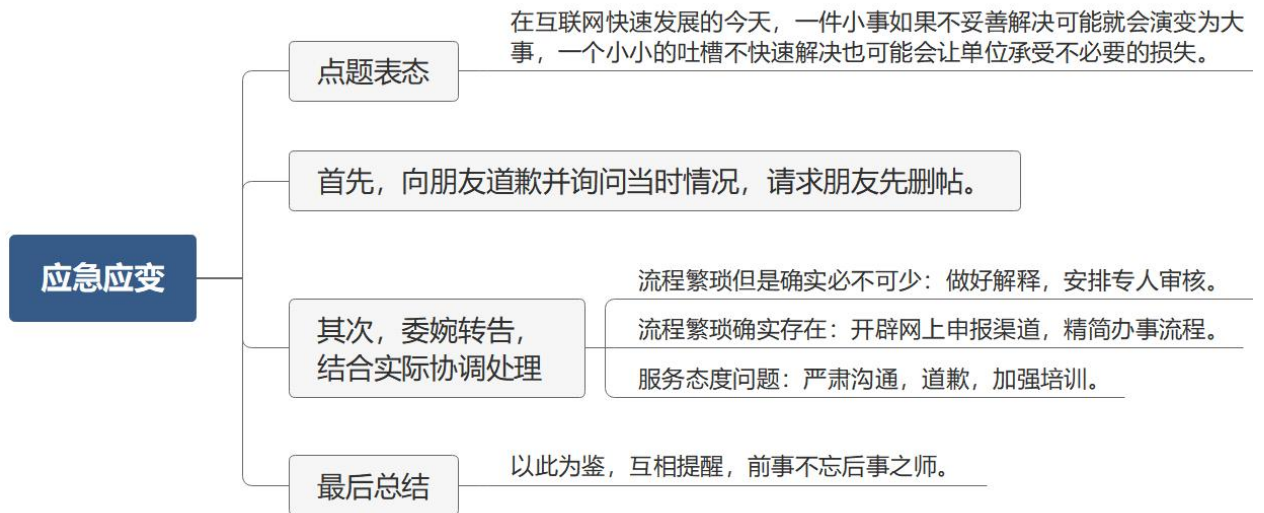 在互联网快速发展的今天，一件小事如果不妥善解决可能就会演变为大
事，一个小小的吐槽不快速解决也可能会让单位承受不必要的损失。
点题表态
首先，向朋友道歉并询问当时情况，请求朋友先删帖。
应急应变
流程繁琐但是确实必不可少：做好解释，安排专人审核。
其次，委婉转告，
结合实际协调处理
流程繁琐确实存在：开辟网上申报渠道，精简办事流程。
服务态度问题：严肃沟通，道歉，加强培训。
以此为鉴，互相提醒，前事不忘后事之师。
最后总结